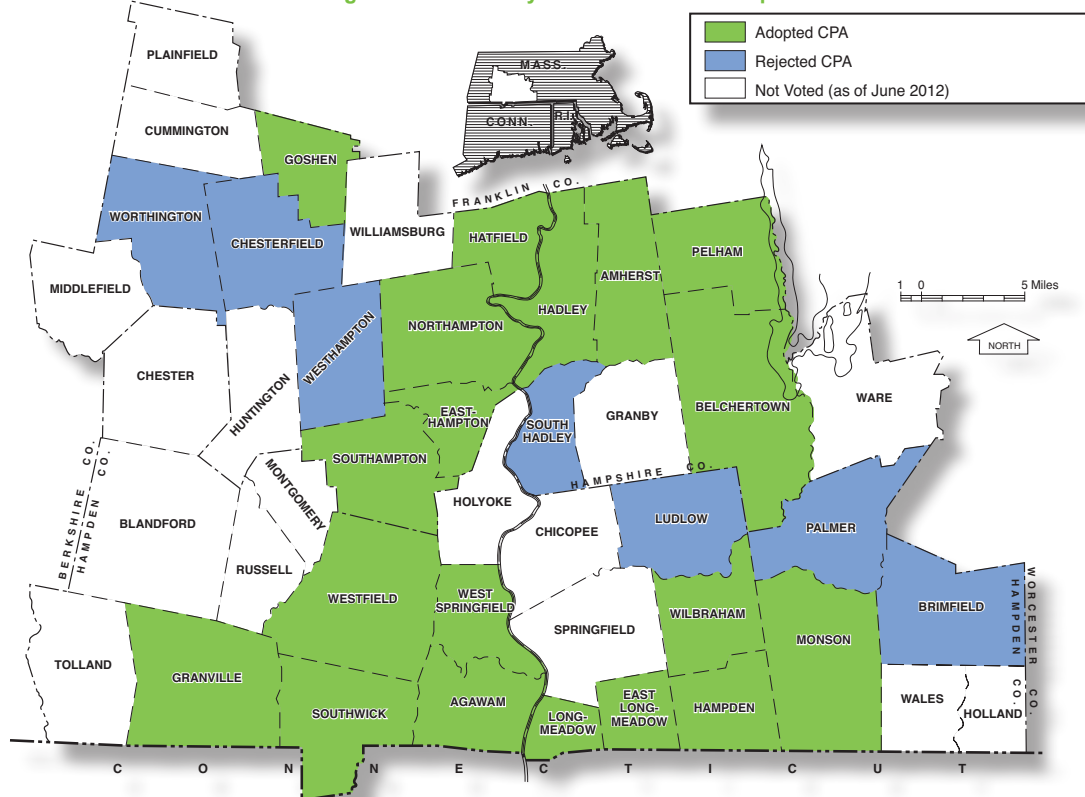 Adopted CPA
Rejected CPA
Not Voted (as of June 2012)
MASS.
CONN.
R.I.
PLAINFIELD
CUMMINGTON
GOSHEN
FRANKLIN CO.
WORTHINGTON
CHESTERFIELD
WILLIAMSBURG
HATFIELD
PELHAM
AMHERST
MIDDLEFIELD
1 0 5 Miles
NORTHAMPTON
HADLEY
NORTH
WESTHAMPTON
CHESTER
HUNTINGTON
EAST-
HAMPTON
SOUTH
HADLEY
GRANBY
BELCHERTOWN
WARE
SOUTHAMPTON
HAMPSHIRE CO.
BERKSHIRE CO.
HAMPDEN CO.
MONTGOMERY
HOLYOKE
BLANDFORD
CHICOPEE
LUDLOW
PALMER
RUSSELL
WESTFIELD
WEST
SPRINGFIELD
SPRINGFIELD
WILBRAHAM
MONSON
BRIMFIELD
WORCESTER CO.
HAMPDEN CO.
TOLLAND
GRANVILLE
SOUTHWICK
AGAWAM
LONG-
MEADOW
EAST
LONG-
MEADOW
HAMPDEN
WALES
HOLLAND
CONNECTICUT